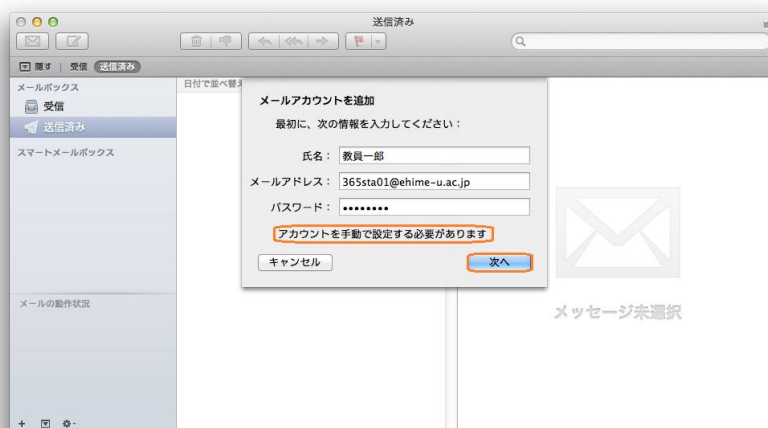 送信済み
隠す 受信 送信済み
メールボックス
受信
送信済み
スマートメールボックス
メールの動作状況
日付で並べ替え
メールアカウントを追加
最初に、次の情報を入力してください：
氏名： 教員一郎
メールアドレス： 365sta01@ehime-u.ac.jp
パスワード： ••••••••
アカウントを手動で設定する必要があります
キャンセル 次へ
メッセージ未選択